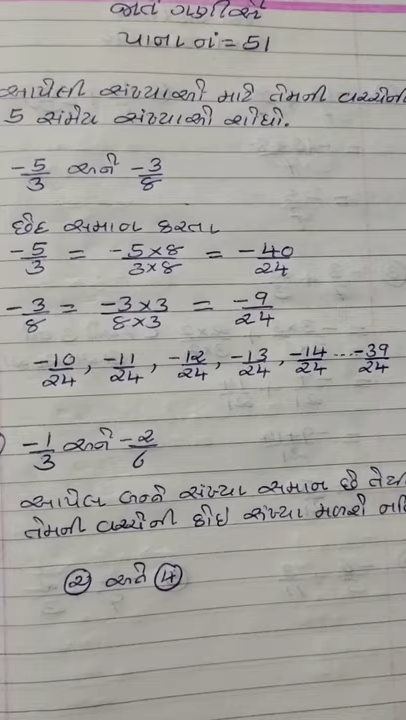 જાતે ગણીએ
પાના નં = 51
આપેલી સંખ્યાઓ માટે તેમની વચ્ચેની
5 સંમેય સંખ્યાઓ શોધો.
-5/3 અને -3/8
છેદ સમાન કરતા
-5/3 = -5×8/3×8 = -40/24
-3/8 = -3×3/8×3 = -9/24
-10/24, -11/24, -12/24, -13/24, -14/24 ... -39/24
-1/3 અને -2/6
આપેલ બન્ને સંખ્યા સમાન છે તેથી
તેમની વચ્ચેની કોઇ સંખ્યા મળશે નહિ
② અને ④